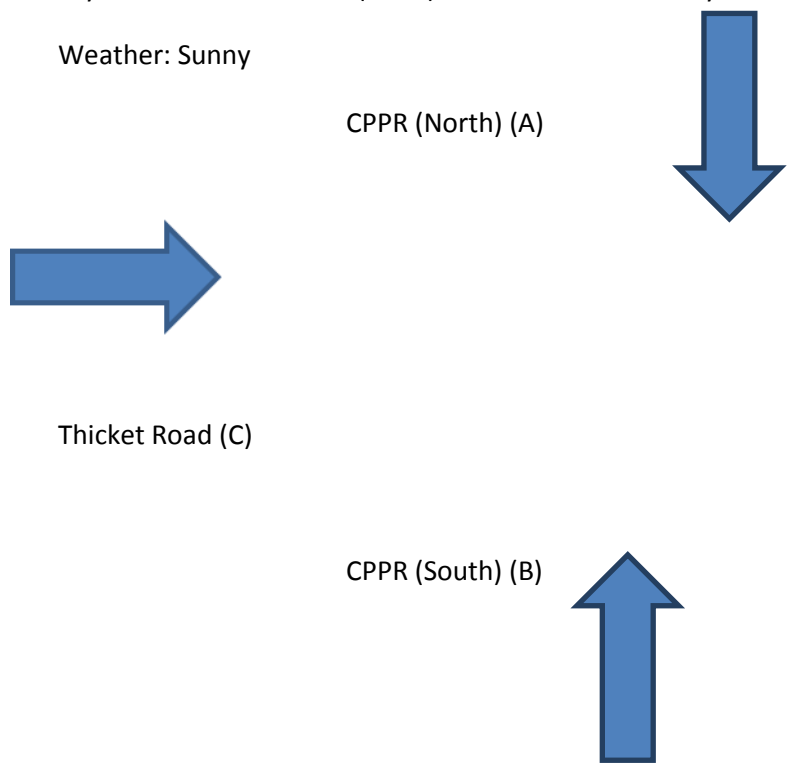 Weather: Sunny
CPPR (North) (A)
Thicket Road (C)
CPPR (South) (B)